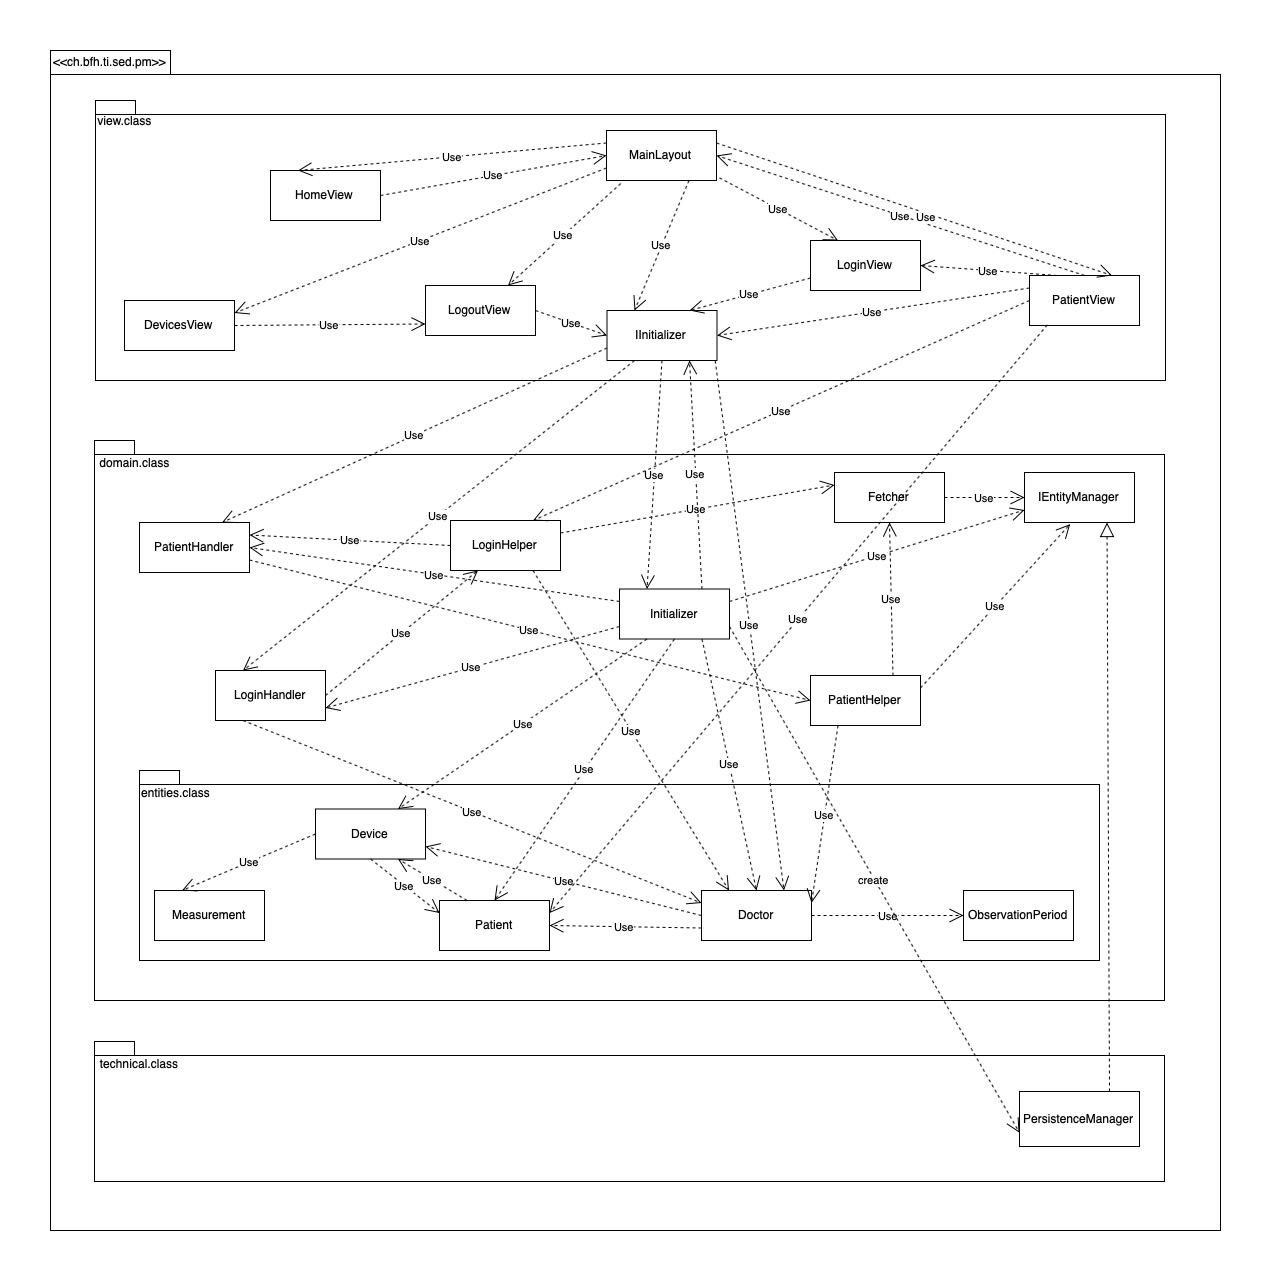 <<ch.bfh.ti.sed.pm>>
view.class
MainLayout
Use
Use
HomeView
Use
Use Use
Use
Use
Use
LoginView
Use
PatientView
Use
LogoutView
Use
DevicesView
Use
Use
IInitializer
Use
Use
domain.class
Use
Use
Use
Fetcher
Use
IEntityManager
Use
Use
PatientHandler
Use
LoginHelper
Use
Use
Use
Initializer
Use
Use
Use
Use
Use
Use
LoginHandler
PatientHelper
Use
Use
Use
Use
entities.class
Use
Use
Device
Use
Use
Use
Use
create
Measurement
Patient
Use
Doctor
Use
ObservationPeriod
technical.class
PersistenceManager